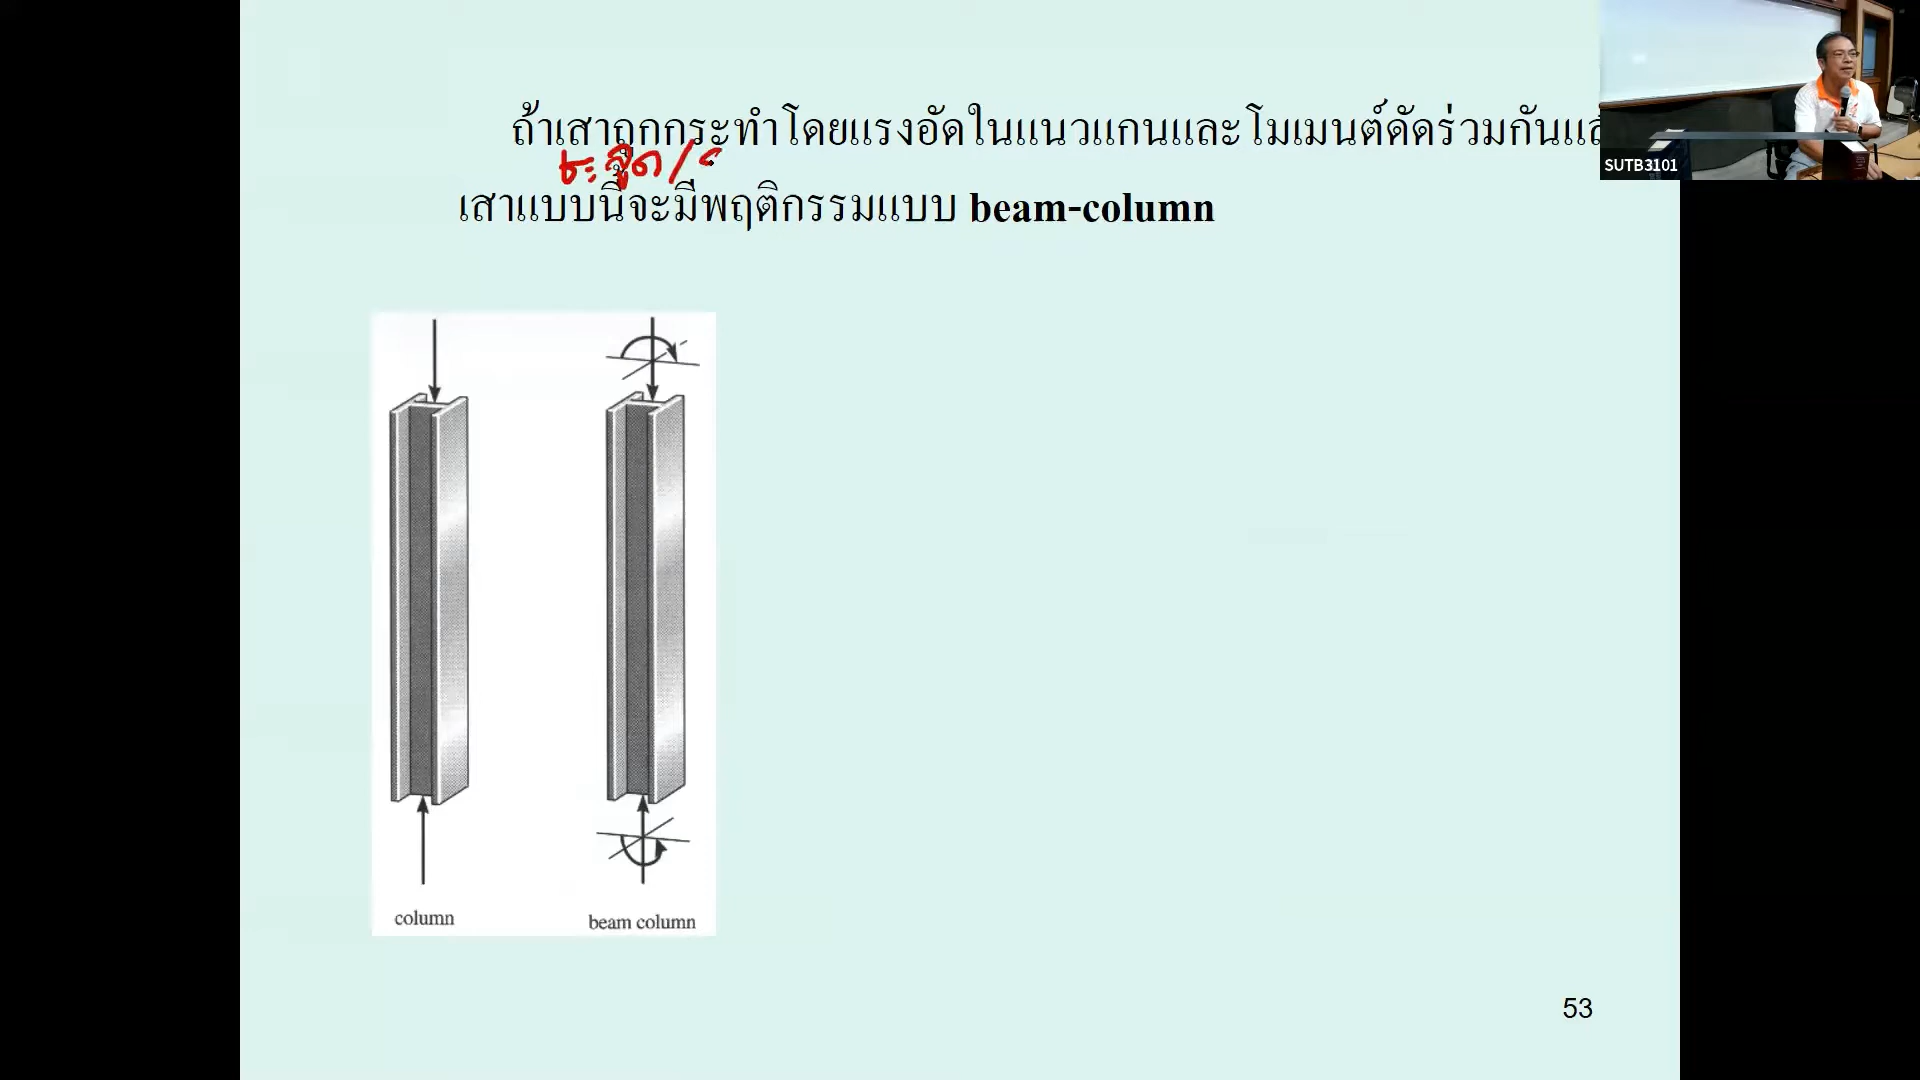 ถ้าเสาถูกกระทำโดยแรงอัดในแนวแกนและโมเมนต์ดัดร่วมกัน
เสาแบบนี้จะมีพฤติกรรมแบบ beam-column
SUTB3101
column
beam column
53